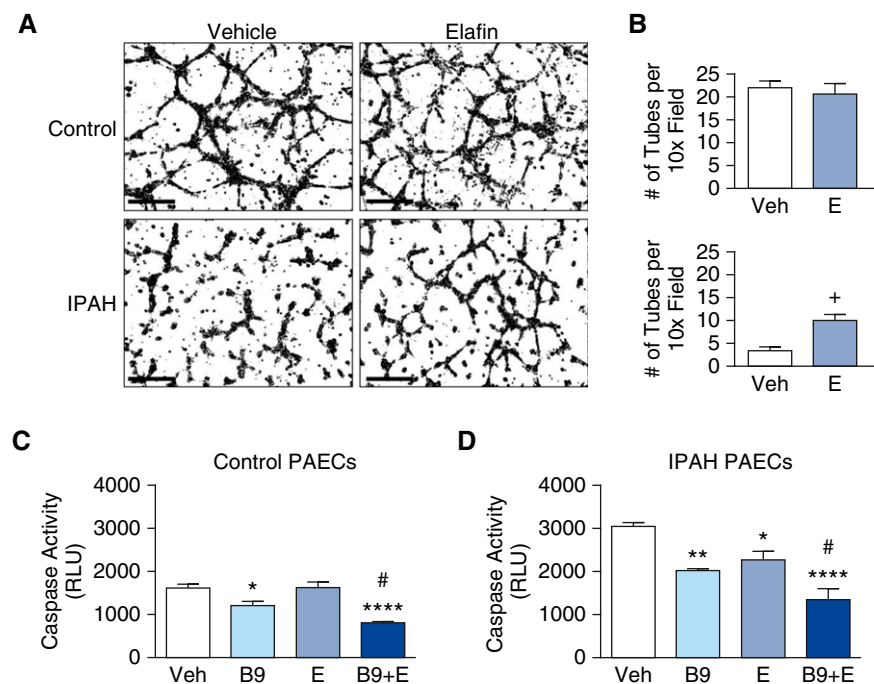 A
Vehicle
Elafin
Control
IPAH
B
# of Tubes per
10x Field
25
20
15
10
5
0
Veh
E
# of Tubes per
10x Field
25
20
15
10
5
0
+
Veh
E
C
Control PAECs
Caspase Activity
(RLU)
4000
3000
2000
1000
0
*
#
****
Veh
B9
E
B9+E
D
IPAH PAECs
Caspase Activity
(RLU)
4000
3000
2000
1000
0
**
*
#
****
Veh
B9
E
B9+E